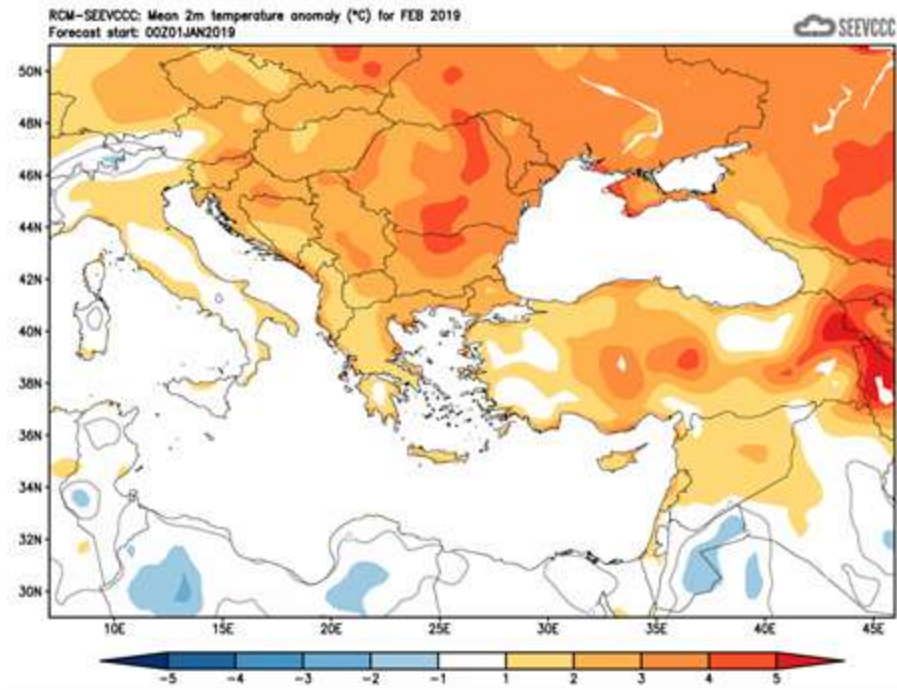 RCM-SEEVCCC: Mean 2m temperature anomaly (°C) for FEB 2019
Forecast start: 00Z01JAN2019
SEEVCCC
50N
48N
46N
44N
42N
40N
38N
36N
34N
32N
30N
10E 15E 20E 25E 30E 35E 40E 45E
-5 -4 -3 -2 -1 1 2 3 4 5